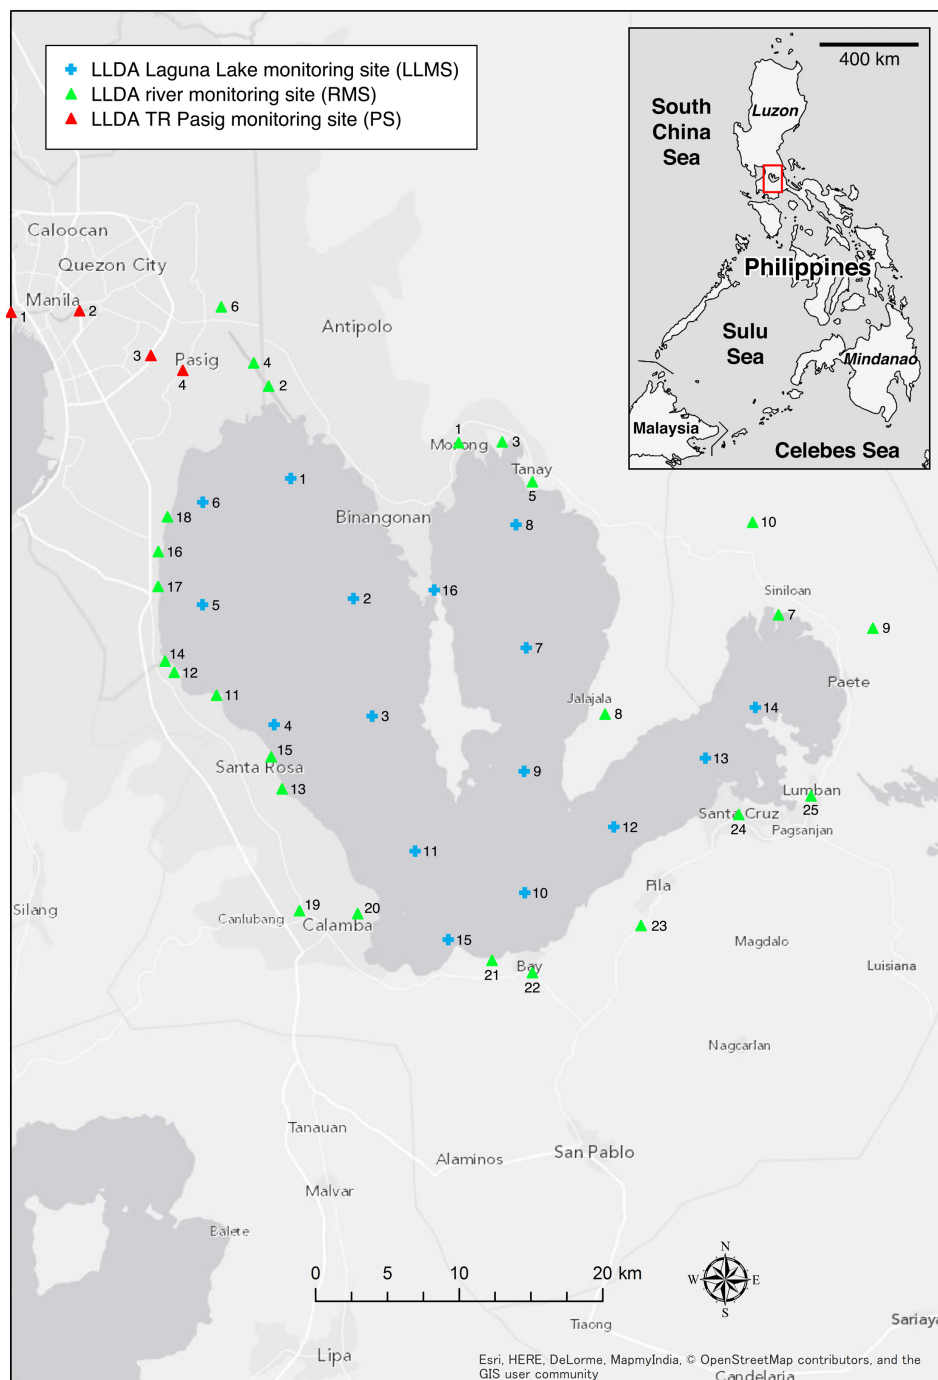 LLDA Laguna Lake monitoring site (LLMS)
LLDA river monitoring site (RMS)
LLDA TR Pasig monitoring site (PS)
400 km
South
China
Sea
Luzon
Philippines
Sulu
Sea
Mindanao
Malaysia
Celebes Sea
Caloocan
Quezon City
Manila
1
2
6
Antipolo
3
Pasig
4
4
2
1
Morong
3
Tanay
5
1
6
18
Binangonan
8
10
16
17
5
2
16
Siniloan
7
9
14
12
7
Paete
11
Jalajala
8
14
4
3
15
Santa Rosa
13
9
13
Lumban
25
Santa Cruz
24
Pagsanjan
12
11
Pila
10
Silang
19
20
Canlubang
Calamba
23
15
Magdalo
21
Bay
22
Luisiana
Nagcarlan
Tanauan
Alaminos
San Pablo
Malvar
Balete
N
W
E
S
0
5
10
20 km
Tiaong
Sariaya
Lipa
Esri, HERE, DeLorme, MapmyIndia, © OpenStreetMap contributors, and the
GIS user community
Candelaria